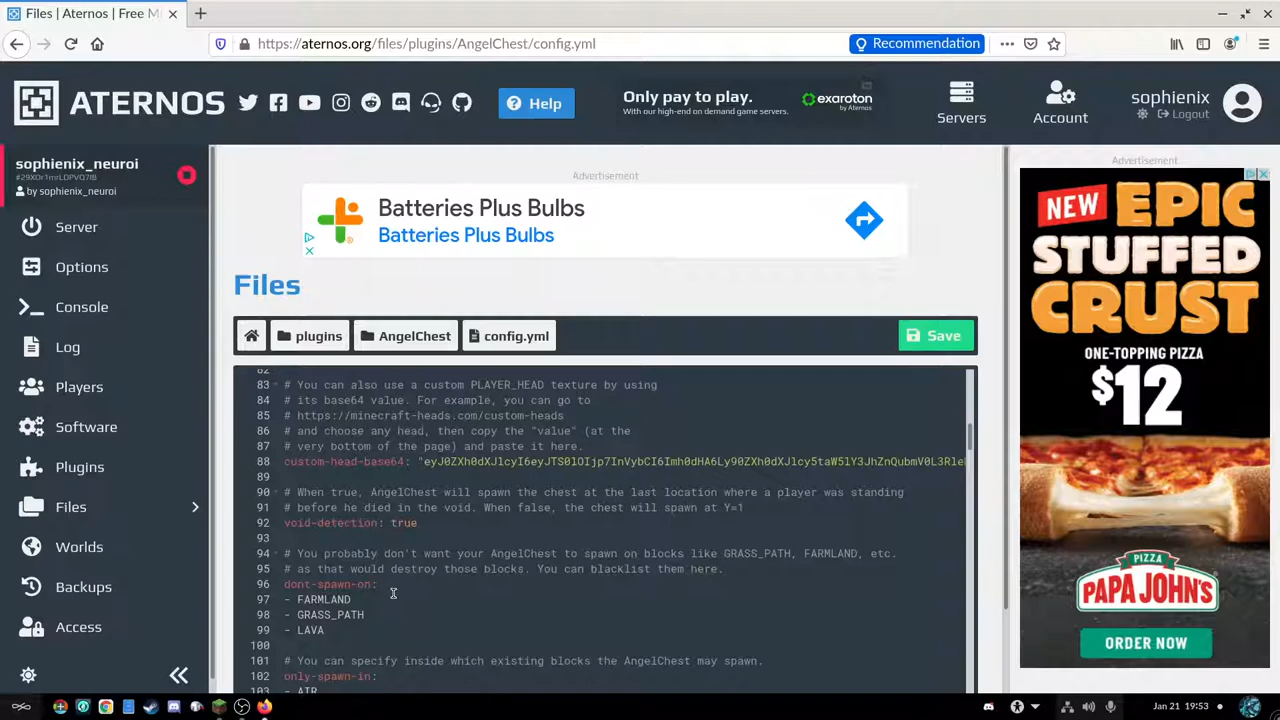 Files | Aternos | Free M
https://aternos.org/files/plugins/AngelChest/config.yml
Recommendation
ATERNOS
Help
Only pay to play.
With our high-end on demand game servers.
exaroton
by Aternos
Servers
Account
sophienix
Logout
sophienix_neuroi
by sophienix_neuroi
Server
Options
Console
Log
Players
Software
Plugins
Files
Worlds
Backups
Access
Advertisement
Batteries Plus Bulbs
Batteries Plus Bulbs
Files
plugins
AngelChest
config.yml
Save
82
83 # You can also use a custom PLAYER_HEAD texture by using
84 # its base64 value. For example, you can go to
85 # https://minecraft-heads.com/custom-heads
86 # and choose any head, then copy the "value" (at the
87 # very bottom of the page) and paste it here.
88 custom-head-base64:
89
90 # When true, AngelChest will spawn the chest at the last location where a player was standing
91 # before he died in the void. When false, the chest will spawn at Y=1
92 void-detection: true
93
94 # You probably don't want your AngelChest to spawn on blocks like GRASS_PATH, FARMLAND, etc.
95 # as that would destroy those blocks. You can blacklist them here.
96 dont-spawn-on:
97 - FARMLAND
98 - GRASS_PATH
99 - LAVA
100
101 # You can specify inside which existing blocks the AngelChest may spawn.
102 only-spawn-in:
103 - AIR
Advertisement
NEW EPIC
STUFFED
CRUST
ONE-TOPPING PIZZA
$12
PIZZA
PAPA JOHN'S
ORDER NOW
Jan 21 19:53